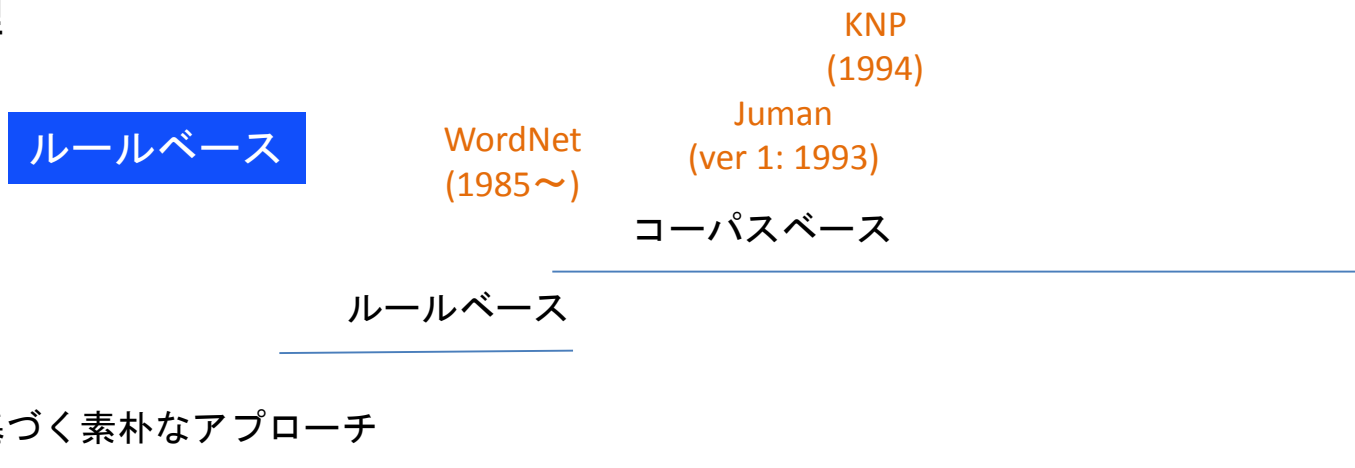 KNP
(1994)
ルールベース
WordNet
(1985～)
Juman
(ver 1: 1993)
コーパスベース
ルールベース
づく素朴なアプローチ